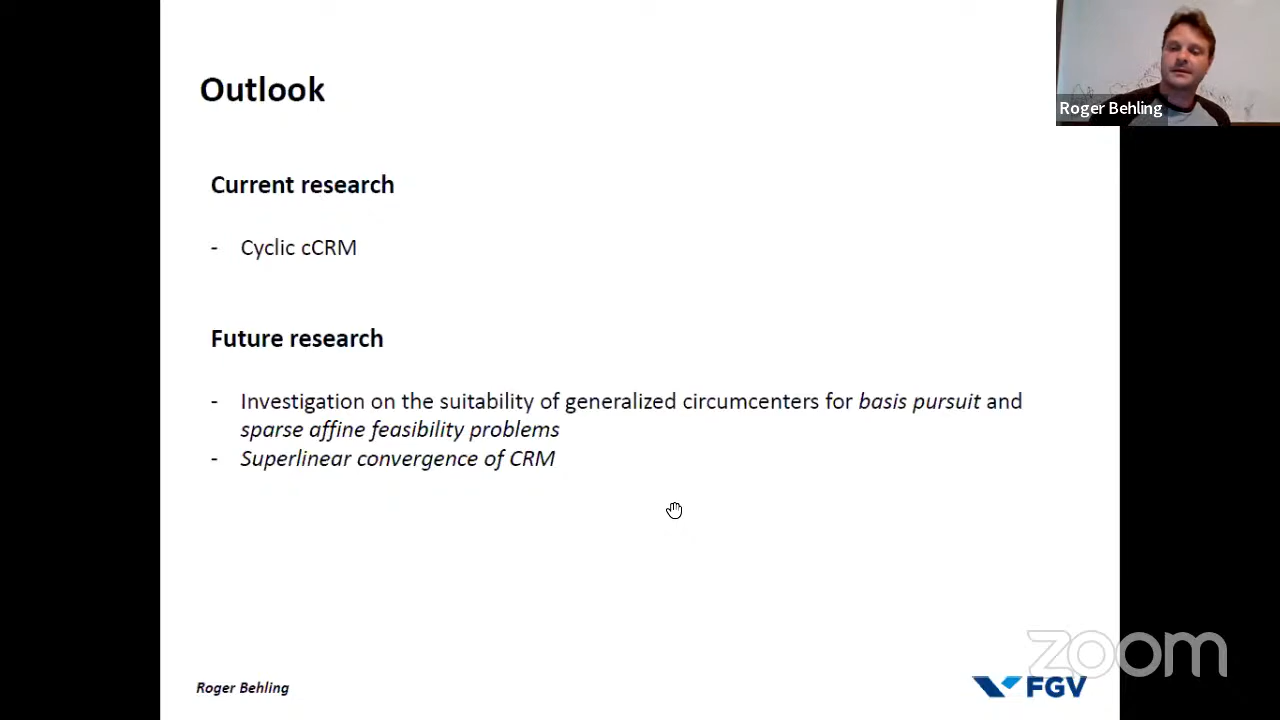 Outlook
Roger Behling
Current research
- Cyclic cCRM
Future research
- Investigation on the suitability of generalized circumcenters for basis pursuit and
sparse affine feasibility problems
- Superlinear convergence of CRM
zoom
Roger Behling
FGV